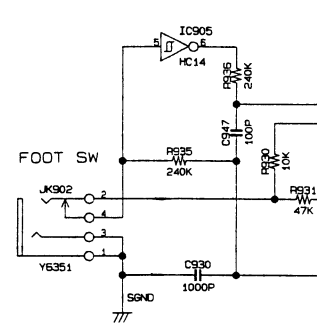 IC905
5
6
HC14
R936
240K
C947
100P
R935
240K
R930
10K
FOOT SW
JK902
2
R931
47K
4
3
1
Y6351
C930
1000P
SGND